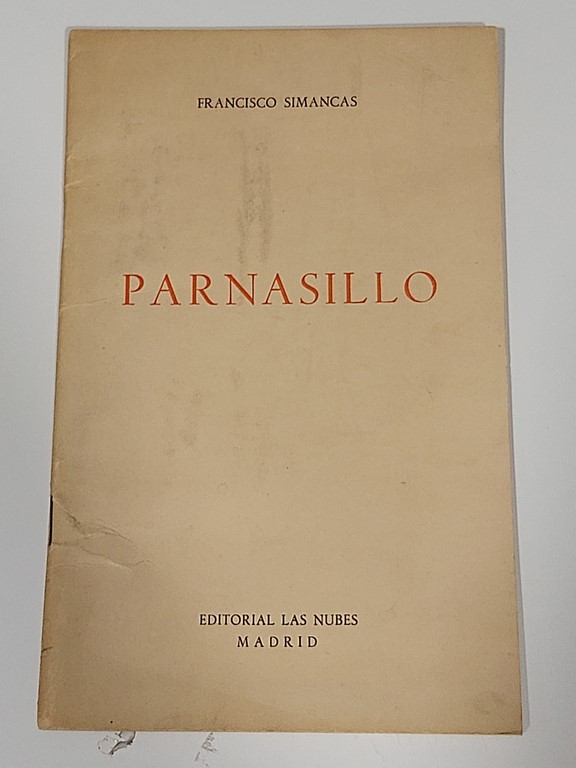 FRANCISCO SIMANCAS
PARNASILLO
EDITORIAL LAS NUBES
MADRID